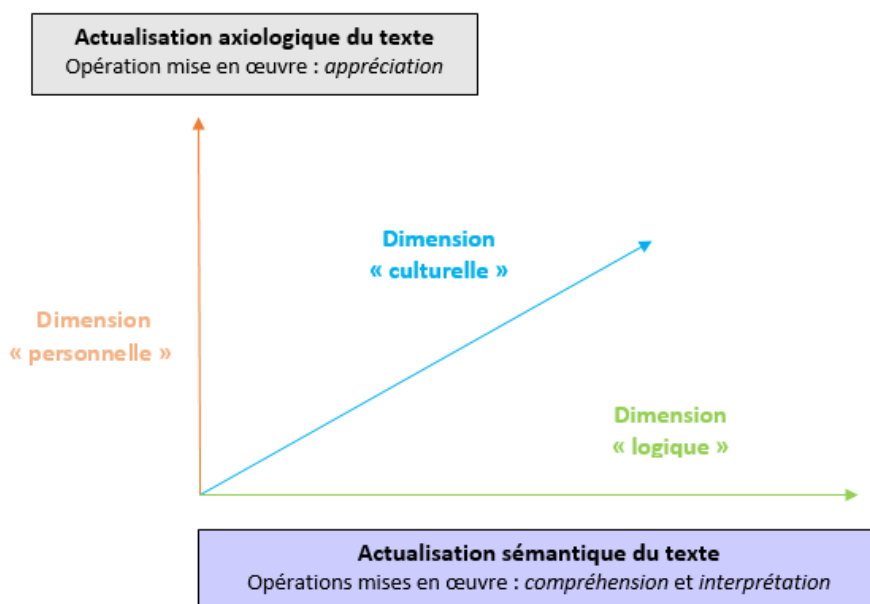 Actualisation axiologique du texte
Opération mise en œuvre : appréciation
Dimension
« culturelle »
Dimension
« personnelle »
Dimension
« logique »
Actualisation sémantique du texte
Opérations mises en œuvre : compréhension et interprétation